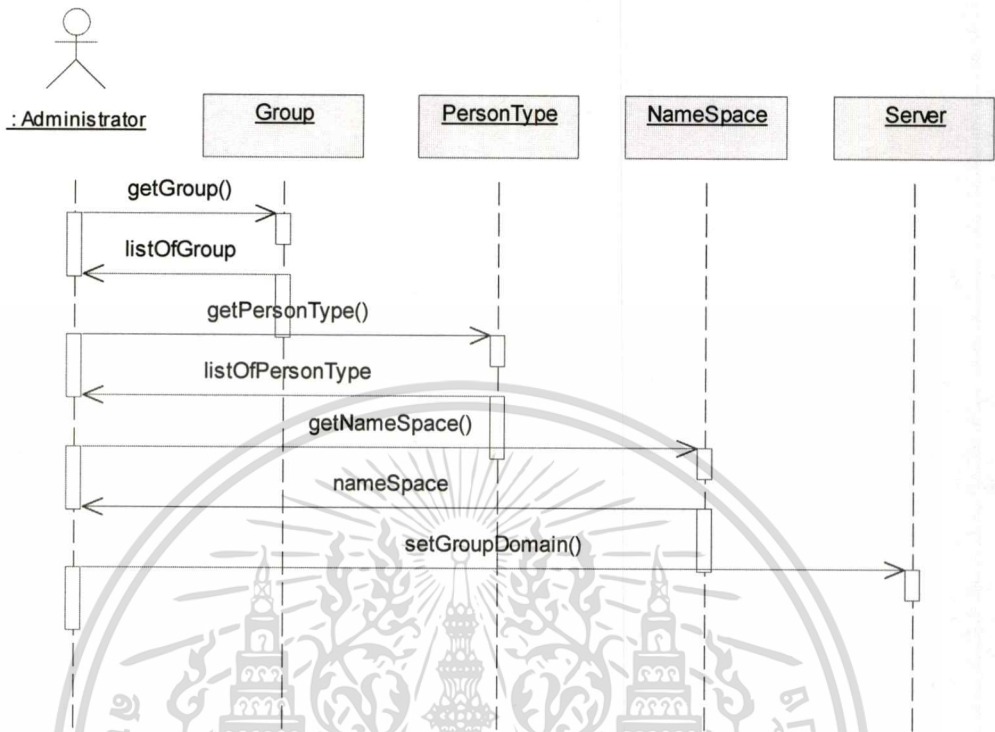 : Administrator
Group
PersonType
NameSpace
Server
getGroup()
listOfGroup
getPersonType()
listOfPersonType
getNameSpace()
nameSpace
setGroupDomain()